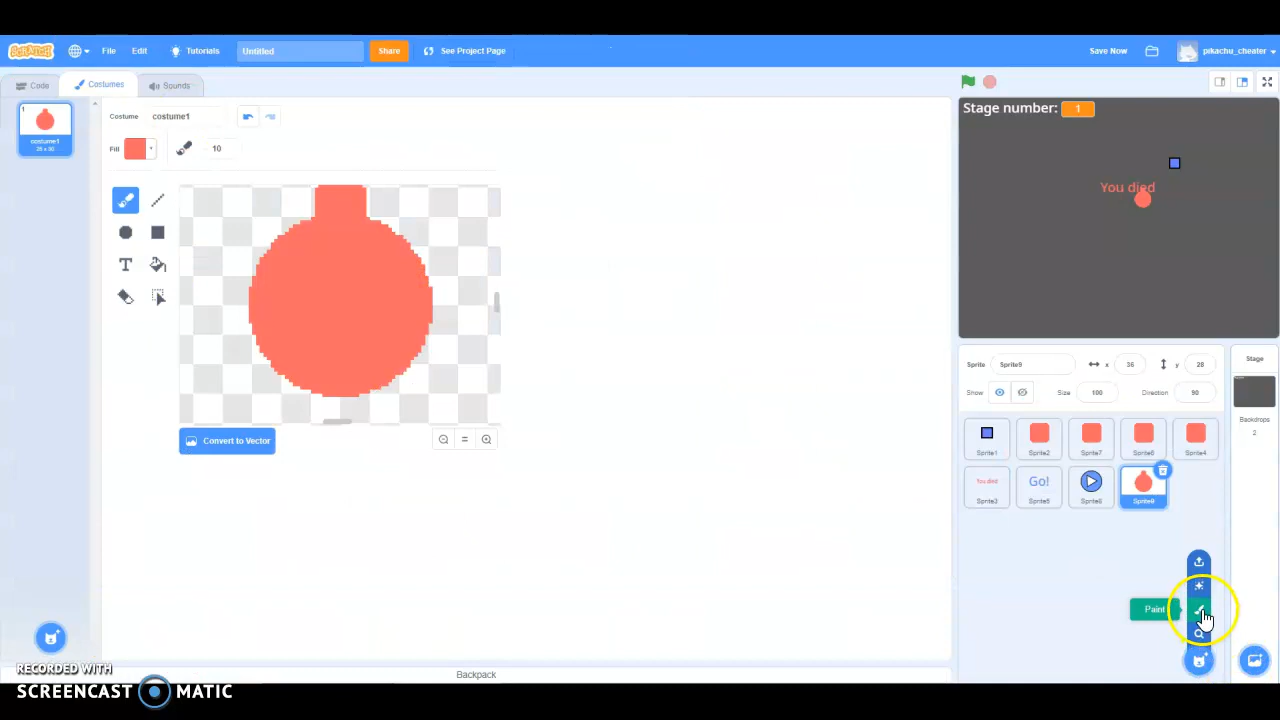 SCRATCH File Edit Tutorials Untitled Share See Project Page Save Now pikachu_cheater
Code Costumes Sounds
Stage number: 1
1
costume1
Costume costume1
Fill 10
You died
T
Convert to Vector
Sprite Sprite9 x 36 y 28
Show Size 100 Direction 90
Stage
Backdrops
2
Sprite1 Sprite2 Sprite7 Sprite6 Sprite4
You died Go!
Sprite3 Sprite5 Sprite8 Sprite9
Paint
Backpack
RECORDED WITH
SCREENCAST MATIC